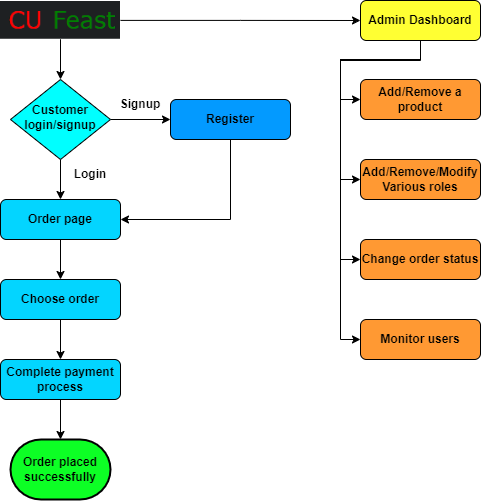 CU Feast
Admin Dashboard
Customer
login/signup
Signup
Register
Login
Order page
Choose order
Complete payment
process
Order placed
successfully
Add/Remove a
product
Add/Remove/Modify
Various roles
Change order status
Monitor users